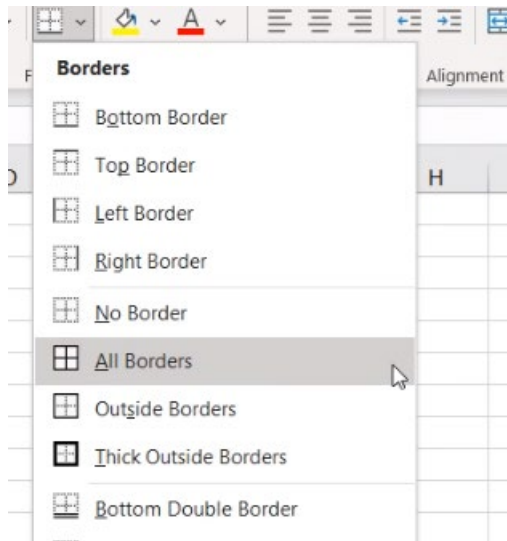 A
F
Borders
Alignment
Bottom Border
Top Border
H
Left Border
Right Border
No Border
All Borders
Outside Borders
Thick Outside Borders
Bottom Double Border